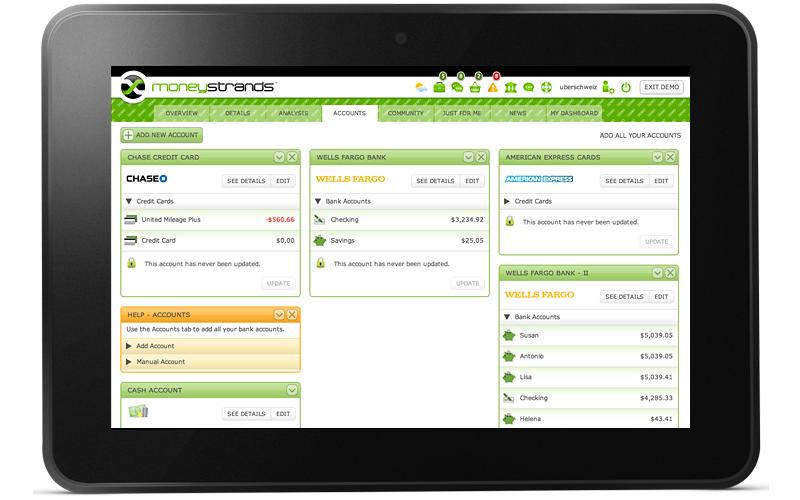 moneystrands
5
8
2
8
uberschweiz
EXIT DEMO
OVERVIEW
DETAILS
ANALYSIS
ACCOUNTS
COMMUNITY
JUST FOR ME
NEWS
MY DASHBOARD
ADD NEW ACCOUNT
ADD ALL YOUR ACCOUNTS
CHASE CREDIT CARD
CHASE
SEE DETAILS
EDIT
Credit Cards
United Mileage Plus -$560.66
Credit Card $0.00
This account has never been updated.
UPDATE
HELP - ACCOUNTS
Use the Accounts tab to add all your bank accounts.
Add Account
Manual Account
CASH ACCOUNT
SEE DETAILS
EDIT
WELLS FARGO BANK
WELLS FARGO
SEE DETAILS
EDIT
Bank Accounts
Checking $3,234.92
Savings $25.05
This account has never been updated.
UPDATE
AMERICAN EXPRESS CARDS
AMERICAN EXPRESS
SEE DETAILS
EDIT
Credit Cards
This account has never been updated.
UPDATE
WELLS FARGO BANK - II
WELLS FARGO
SEE DETAILS
EDIT
Bank Accounts
Susan $5,039.05
Antonio $5,039.05
Lisa $5,039.41
Checking $4,285.33
Helena $43.41